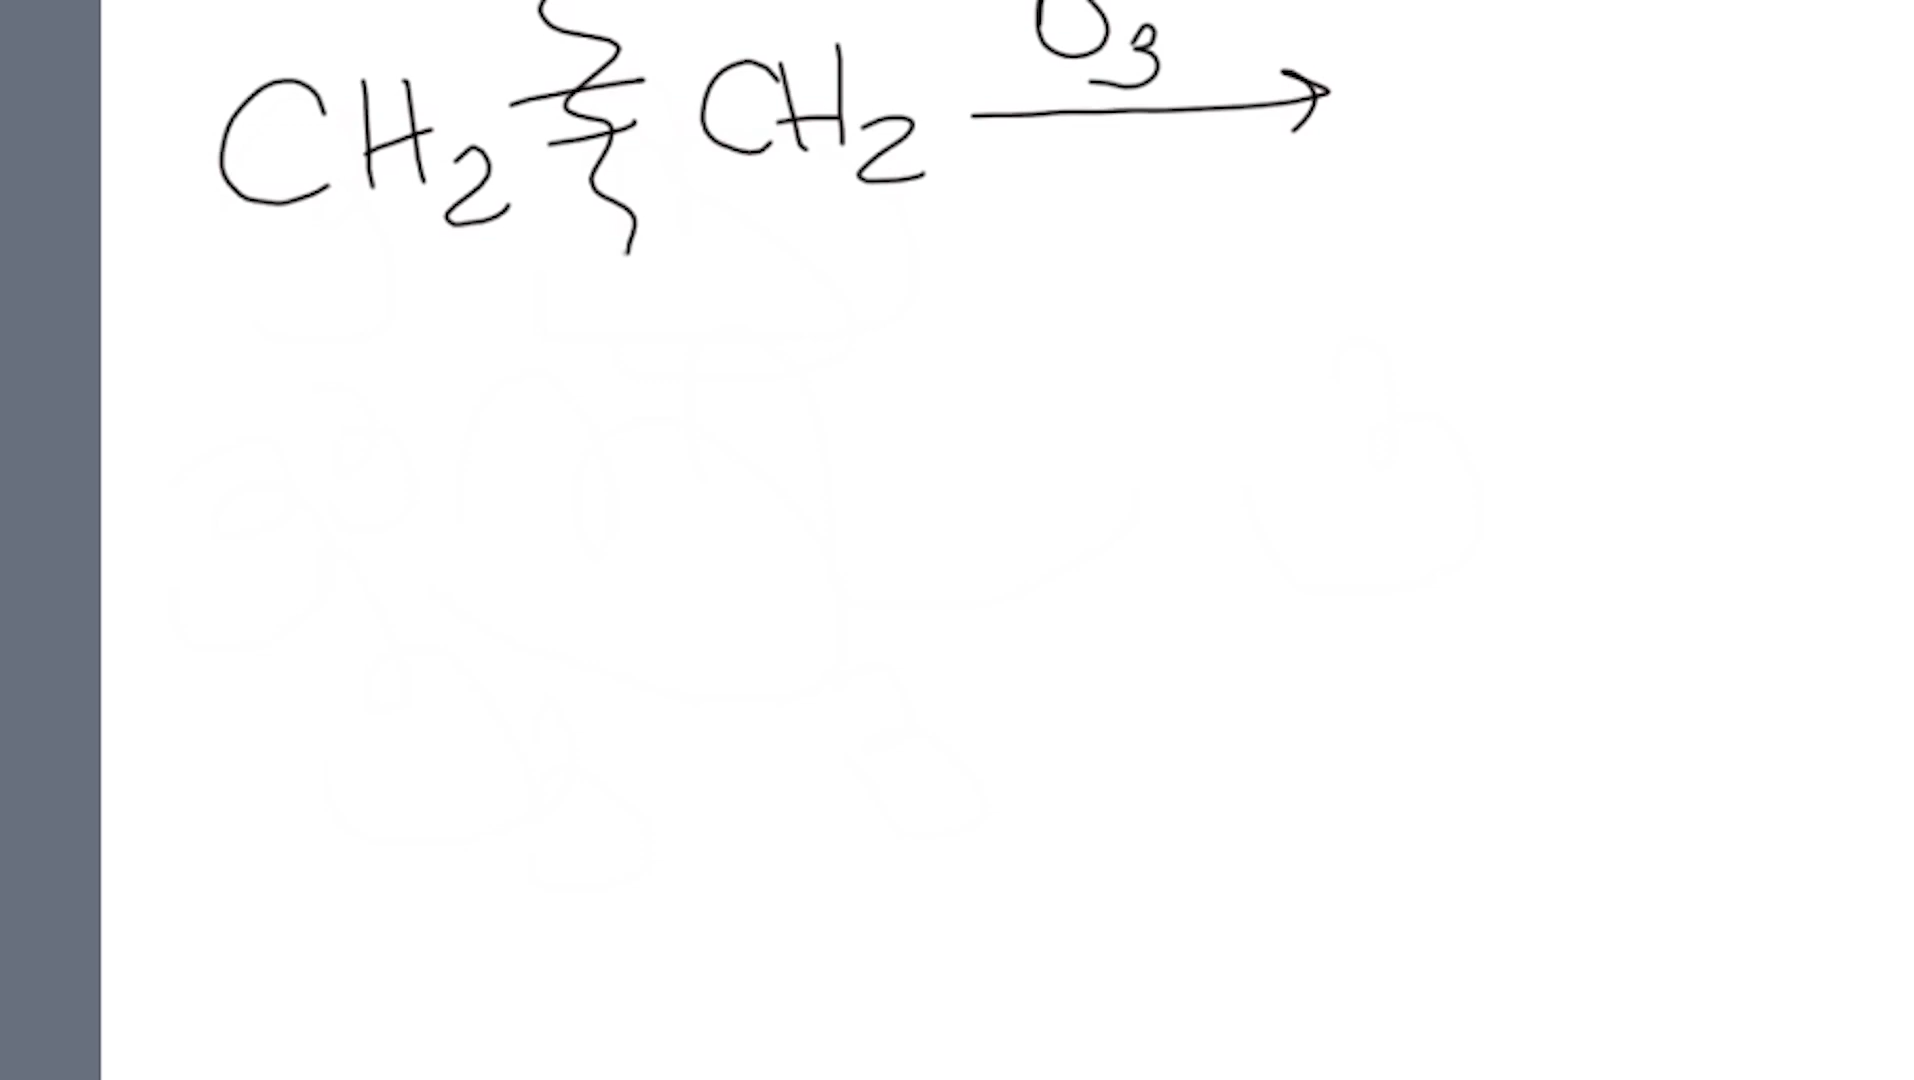 CH2 = CH2 O3 →